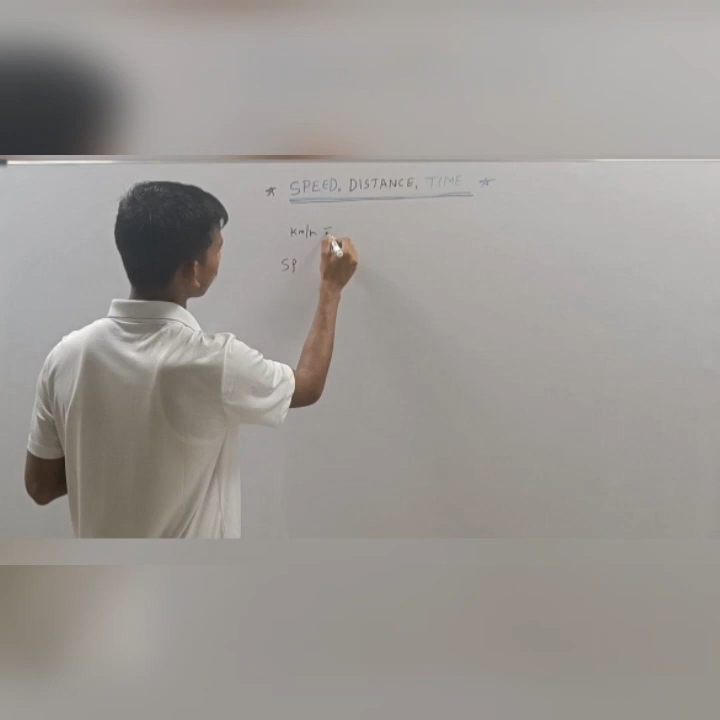 * SPEED, DISTANCE, TIME *
Km/h =
SP